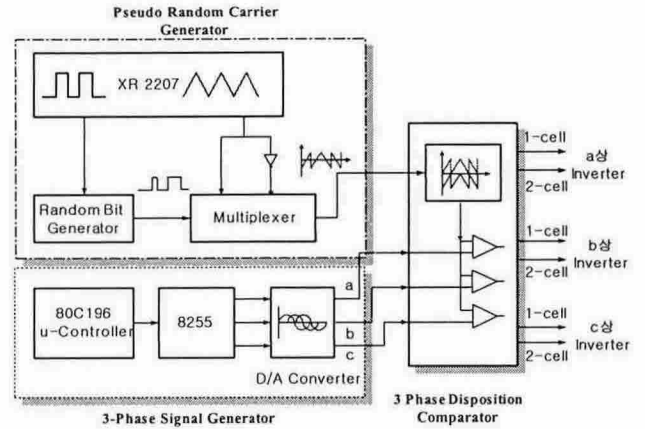 Pseudo Random Carrier
Generator
XR 2207
Random Bit
Generator
Multiplexer
1-cell
a상
Inverter
2-cell
1-cell
b상
Inverter
2-cell
1-cell
c상
Inverter
2-cell
80C196
u-Controller
8255
a
b
c
D/A Converter
3-Phase Signal Generator
3 Phase Disposition
Comparator